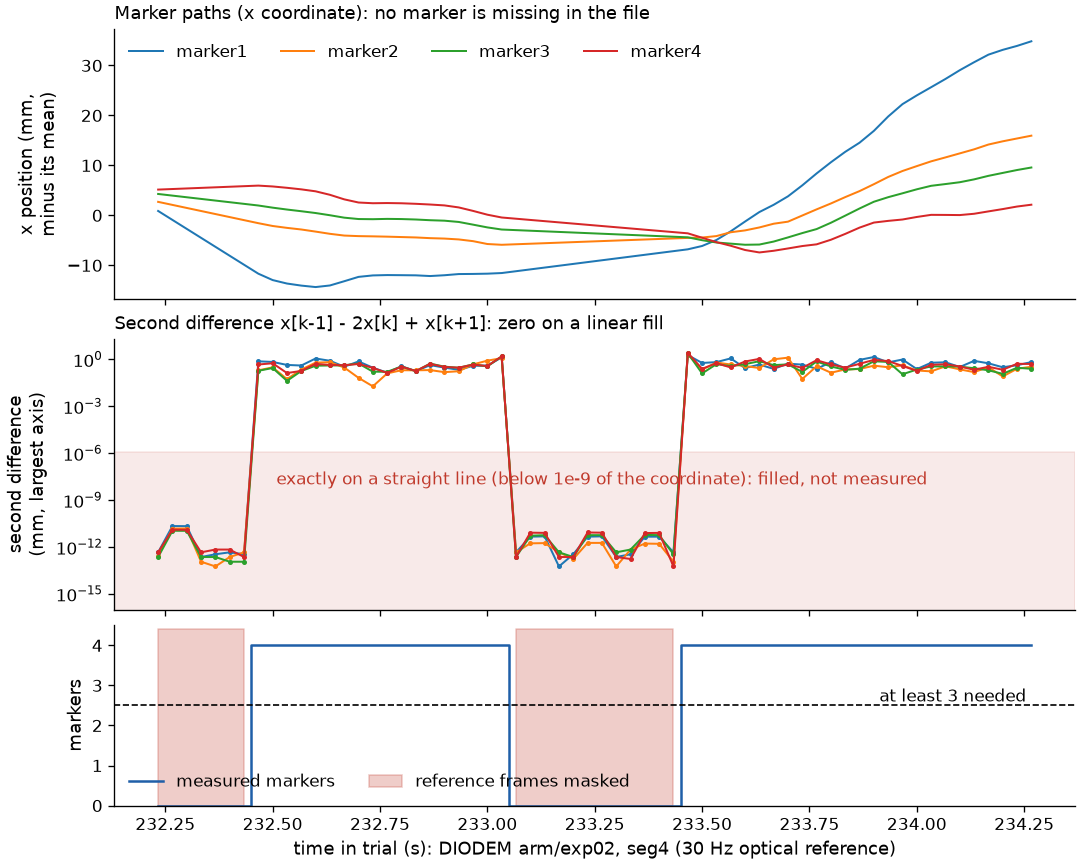 Marker paths (x coordinate): no marker is missing in the file
marker1 marker2 marker3 marker4
x position (mm,
minus its mean)
30
20
10
0
−10
Second difference x[k-1] - 2x[k] + x[k+1]: zero on a linear fill
second difference
(mm, largest axis)
10⁰
10⁻³
10⁻⁶
10⁻⁹
10⁻¹²
10⁻¹⁵
exactly on a straight line (below 1e-9 of the coordinate): filled, not measured
markers
4
3
2
1
0
at least 3 needed
measured markers reference frames masked
232.25 232.50 232.75 233.00 233.25 233.50 233.75 234.00 234.25
time in trial (s): DIODEM arm/exp02, seg4 (30 Hz optical reference)